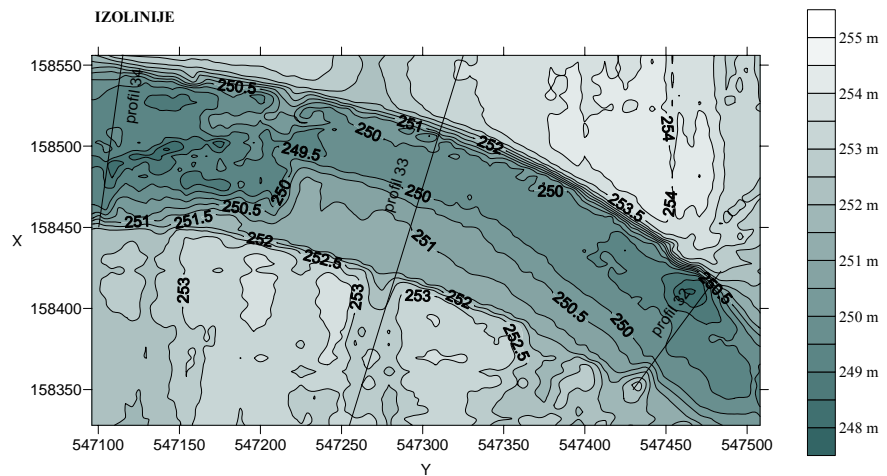 IZOLINIJE
158550
158500
158450
158400
158350
X
547100 547150 547200 547250 547300 547350 547400 547450 547500
Y
profil 34
profil 33
profil 32
250.5
251
250
252
249.5
250
250
250
254
254
253.5
251
251.5
250.5
252
252.5
251
253
253
253
252
252.5
250.5
250
250.5
255 m
254 m
253 m
252 m
251 m
250 m
249 m
248 m